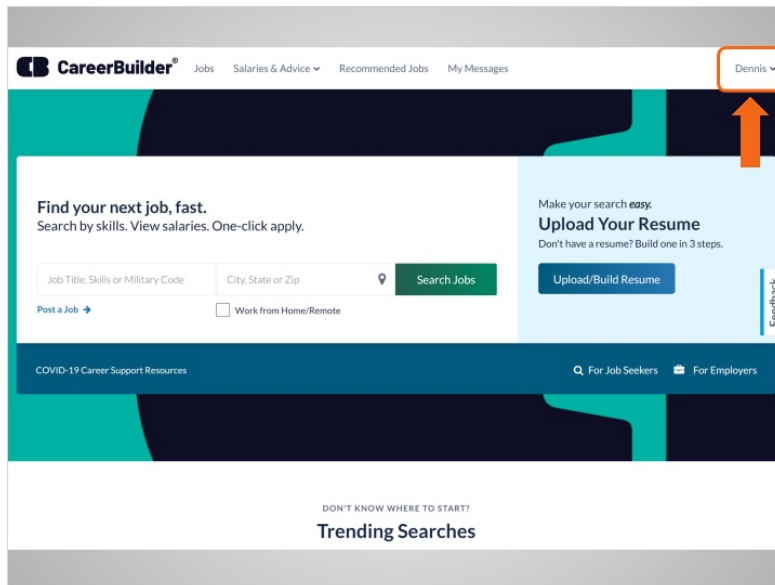 CareerBuilder® Jobs Salaries & Advice Recommended Jobs My Messages Dennis
Find your next job, fast.
Search by skills. View salaries. One-click apply.
Job Title, Skills or Military Code City, State or Zip Search Jobs
Post a Job Work from Home/Remote
Make your search easy.
Upload Your Resume
Don't have a resume? Build one in 3 steps.
Upload/Build Resume
Feedback
COVID-19 Career Support Resources For Job Seekers For Employers
DON'T KNOW WHERE TO START?
Trending Searches